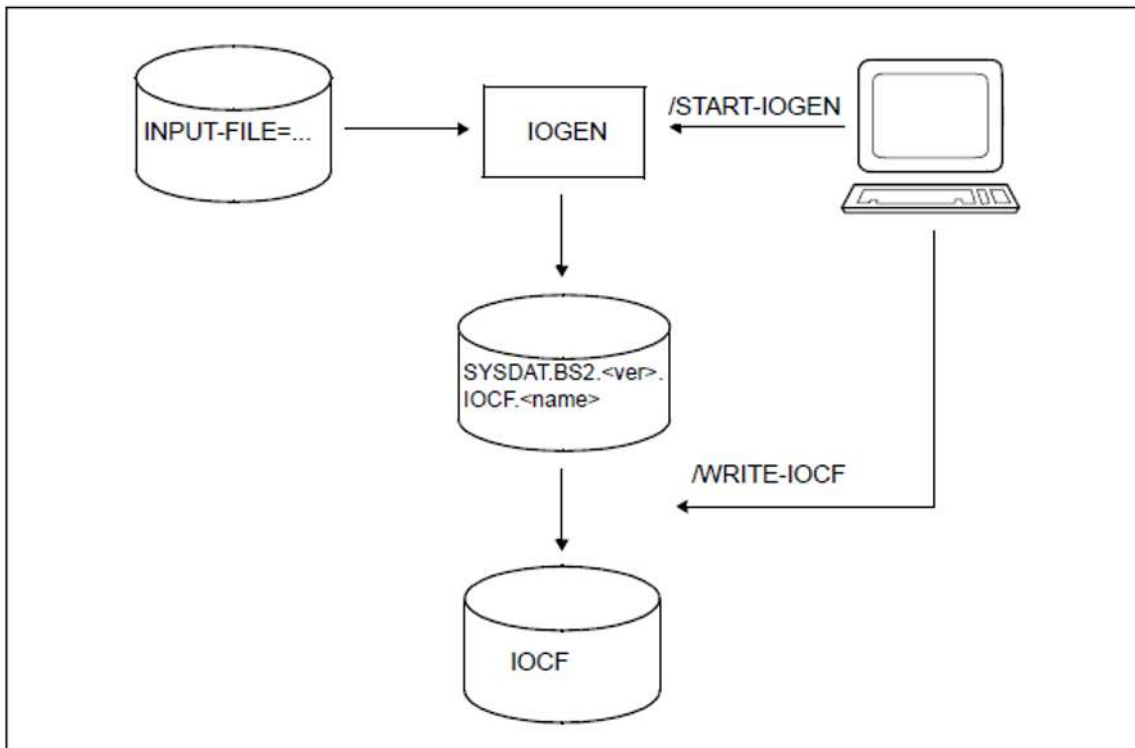 INPUT-FILE=...
IOGEN
/START-IOGEN
SYSDAT.BS2.<ver>.
IOCF.<name>
/WRITE-IOCF
IOCF